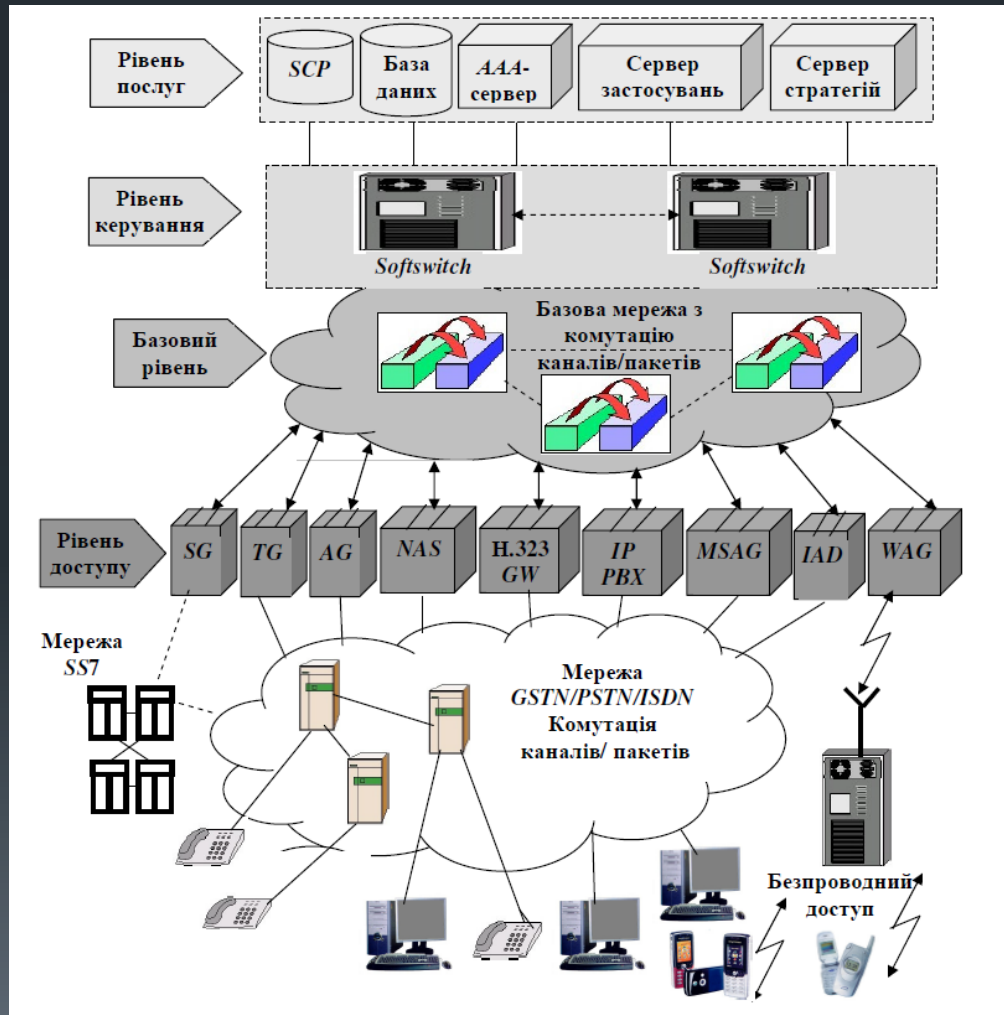 Рівень
послуг
SCP
База
даних
AAA-
сервер
Сервер
застосувань
Сервер
стратегій
Рівень
керування
Softswitch
Softswitch
Базовий
рівень
Базова мережа з
комутацію
каналів/пакетів
Рівень
доступу
SG
TG
AG
NAS
H.323
GW
IP
PBX
MSAG
IAD
WAG
Мережа
SS7
Мережа
GSTN/PSTN/ISDN
Комутація
каналів/ пакетів
Безпроводний
доступ